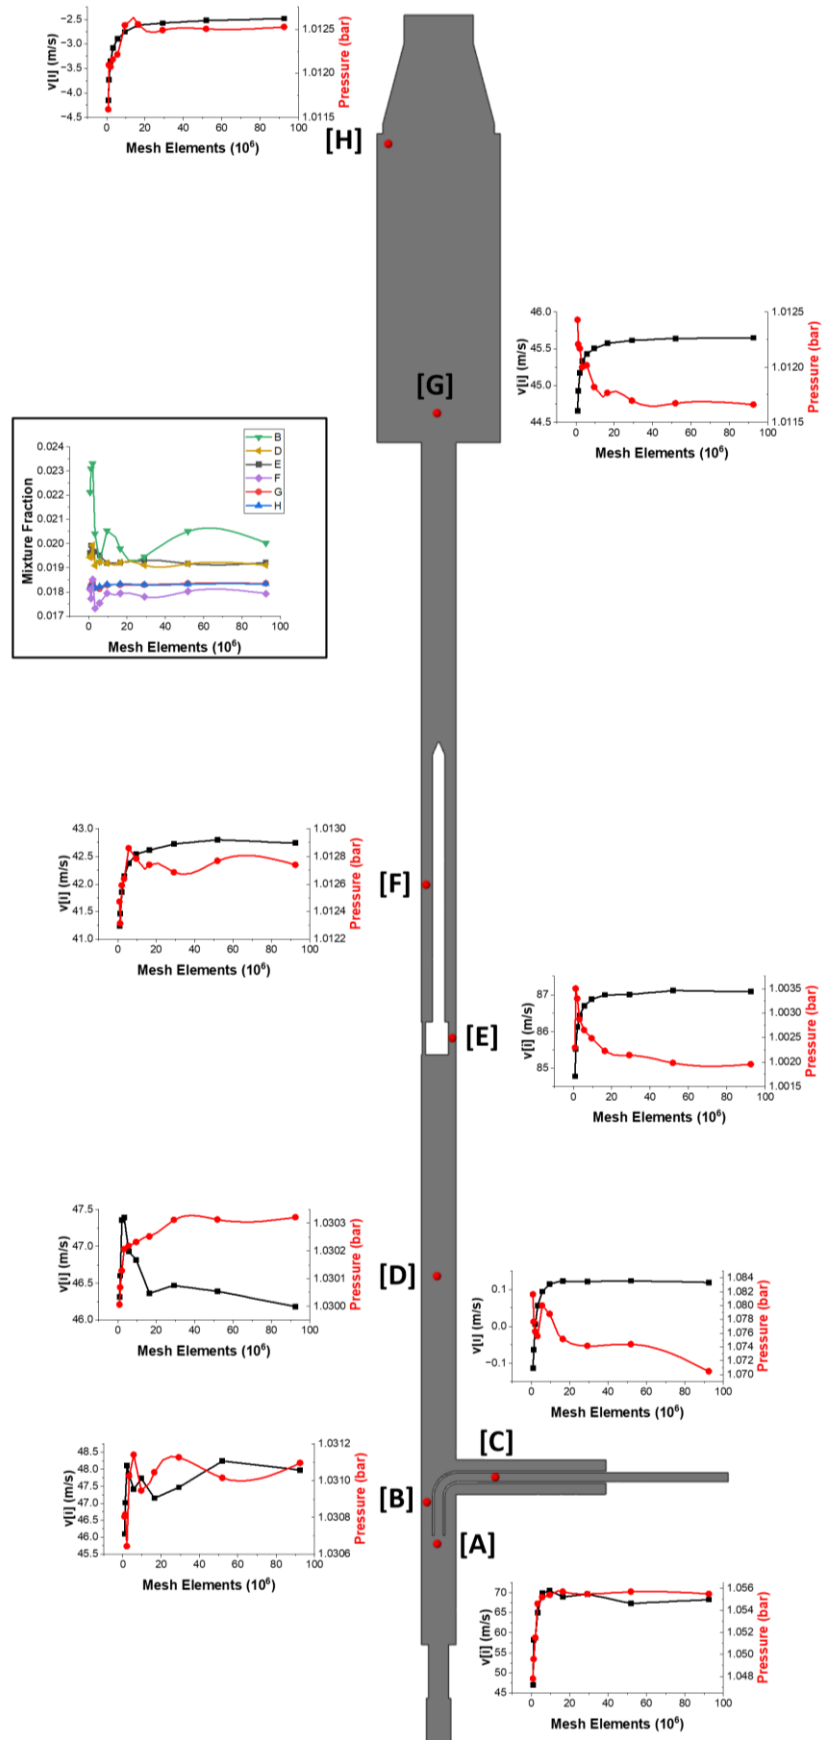 −2.5
−3.0
−3.5
−4.0
−4.5
v[i] (m/s)
1.0125
1.0120
1.0115
Pressure (bar)
0 20 40 60 80 100
Mesh Elements (10⁶)
[H]
46.0
45.5
45.0
44.5
v[i] (m/s)
1.0125
1.0120
1.0115
Pressure (bar)
0 20 40 60 80 100
Mesh Elements (10⁶)
[G]
0.024
0.023
0.022
0.021
0.020
0.019
0.018
0.017
Mixture Fraction
B
D
E
F
G
H
0 20 40 60 80 100
Mesh Elements (10⁶)
43.0
42.5
42.0
41.5
41.0
v[i] (m/s)
1.0130
1.0128
1.0126
1.0124
1.0122
Pressure (bar)
0 20 40 60 80 100
Mesh Elements (10⁶)
[F]
87
86
85
v[i] (m/s)
1.0035
1.0030
1.0025
1.0020
1.0015
Pressure (bar)
0 20 40 60 80 100
Mesh Elements (10⁶)
[E]
47.5
47.0
46.5
46.0
v[i] (m/s)
1.0303
1.0302
1.0301
1.0300
Pressure (bar)
0 20 40 60 80 100
Mesh Elements (10⁶)
[D]
0.1
0.0
−0.1
v[i] (m/s)
1.084
1.082
1.080
1.078
1.076
1.074
1.072
1.070
Pressure (bar)
0 20 40 60 80 100
Mesh Elements (10⁶)
[C]
48.5
48.0
47.5
47.0
46.5
46.0
45.5
v[i] (m/s)
1.0312
1.0310
1.0308
1.0306
Pressure (bar)
0 20 40 60 80 100
Mesh Elements (10⁶)
[B]
[A]
70
65
60
55
50
45
v[i] (m/s)
1.056
1.054
1.052
1.050
1.048
Pressure (bar)
0 20 40 60 80 100
Mesh Elements (10⁶)